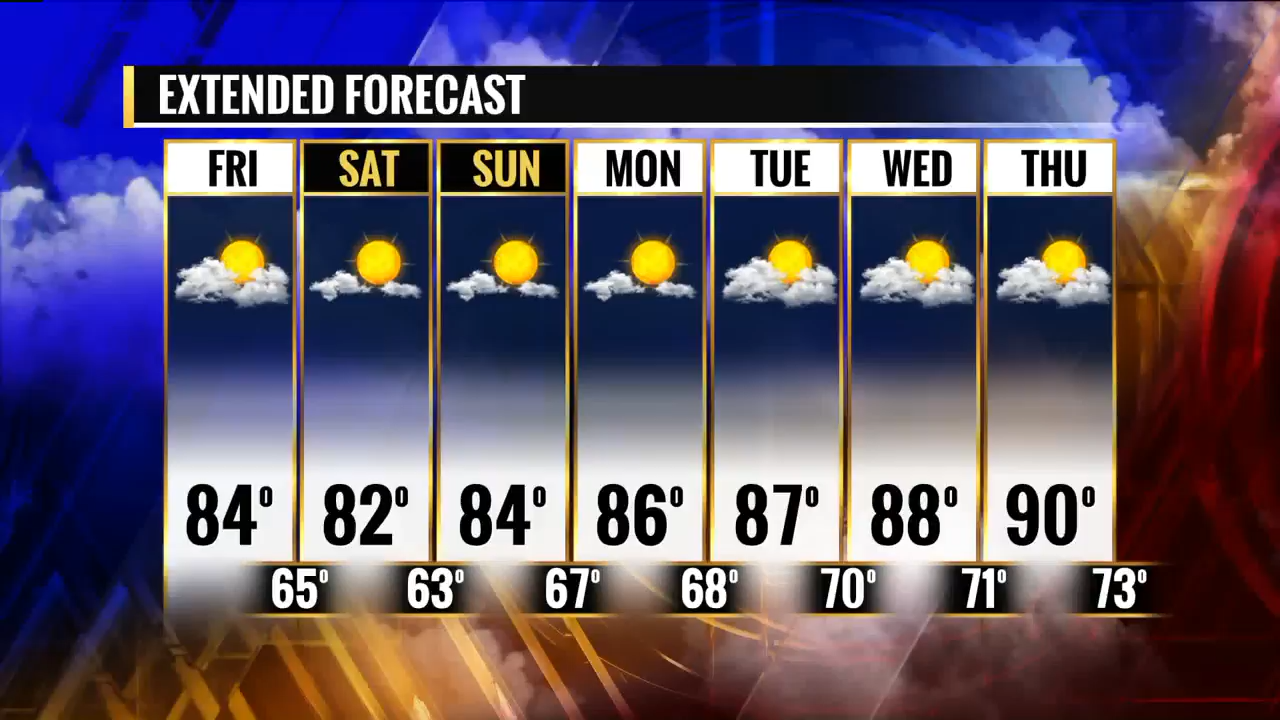 EXTENDED FORECAST
FRI SAT SUN MON TUE WED THU
84° 82° 84° 86° 87° 88° 90°
65° 63° 67° 68° 70° 71° 73°